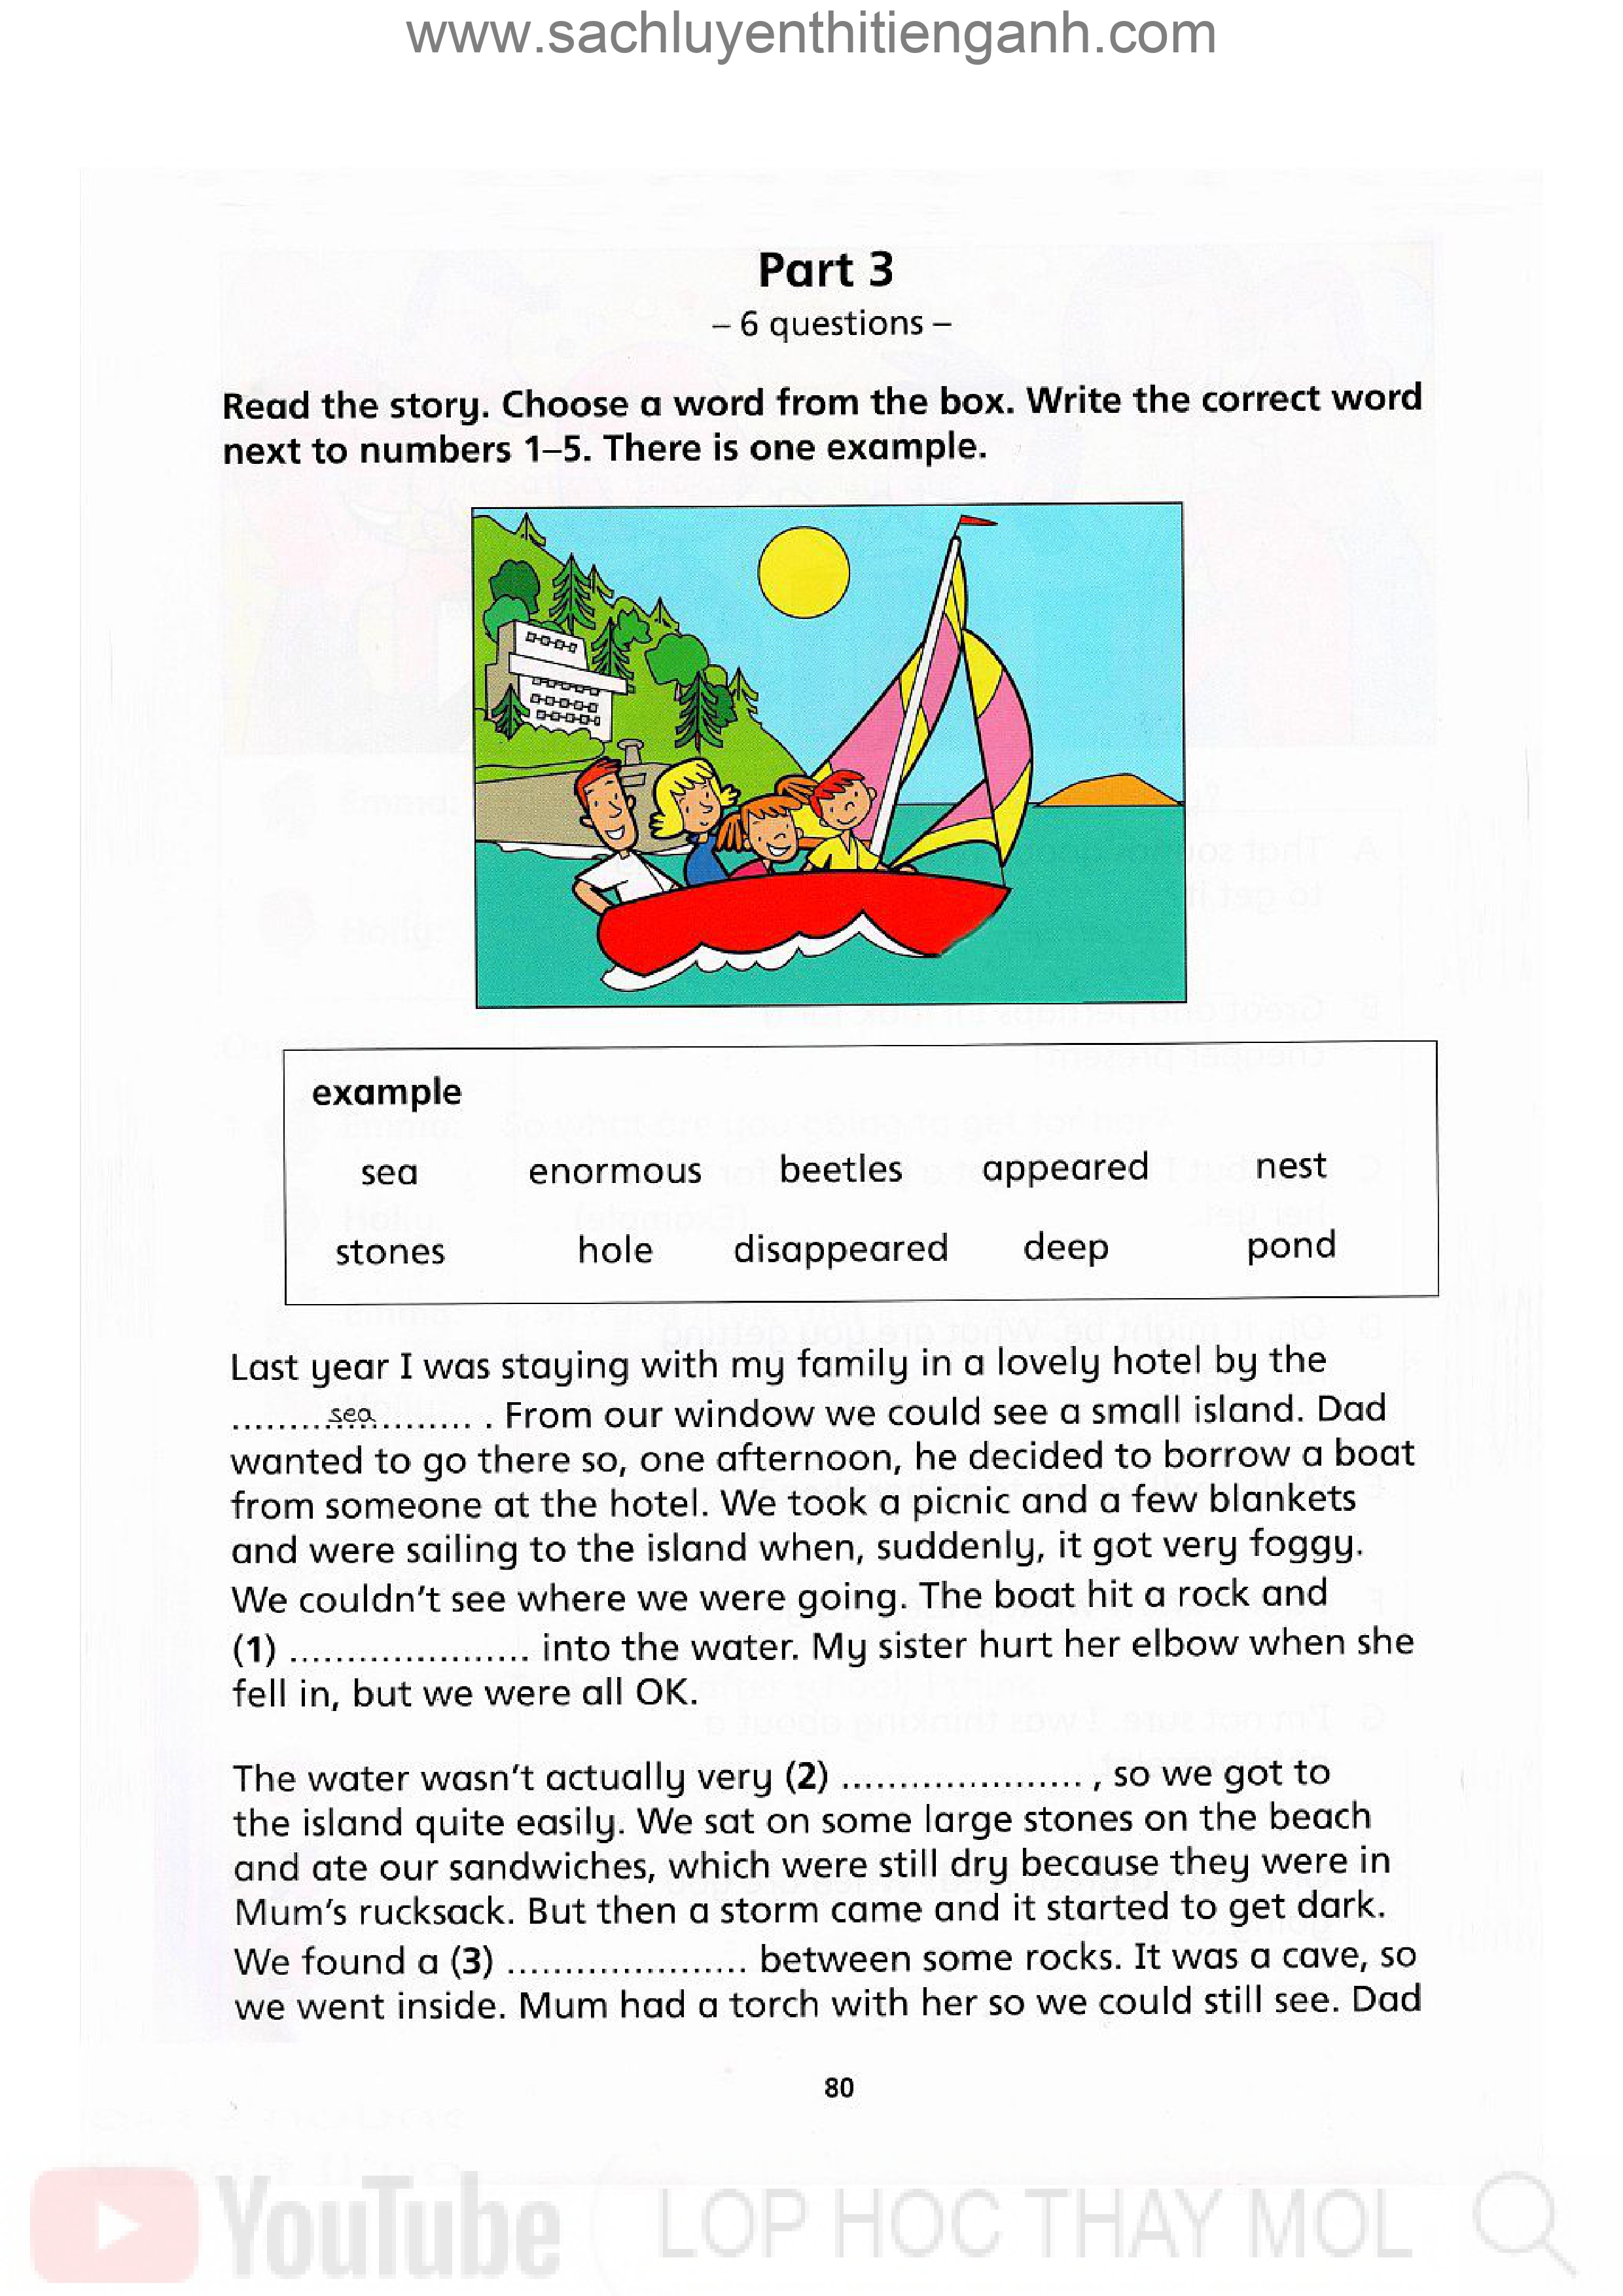 www.sachluyenthitienganh.com
Part 3
– 6 questions –
Read the story. Choose a word from the box. Write the correct word
next to numbers 1–5. There is one example.
example
sea enormous beetles appeared nest
stones hole disappeared deep pond
Last year I was staying with my family in a lovely hotel by the
........sea........ . From our window we could see a small island. Dad
wanted to go there so, one afternoon, he decided to borrow a boat
from someone at the hotel. We took a picnic and a few blankets
and were sailing to the island when, suddenly, it got very foggy.
We couldn't see where we were going. The boat hit a rock and
(1) ..................... into the water. My sister hurt her elbow when she
fell in, but we were all OK.
The water wasn't actually very (2) ..................... , so we got to
the island quite easily. We sat on some large stones on the beach
and ate our sandwiches, which were still dry because they were in
Mum's rucksack. But then a storm came and it started to get dark.
We found a (3) ..................... between some rocks. It was a cave, so
we went inside. Mum had a torch with her so we could still see. Dad
80
YouTube LOP HOC THAY MOL